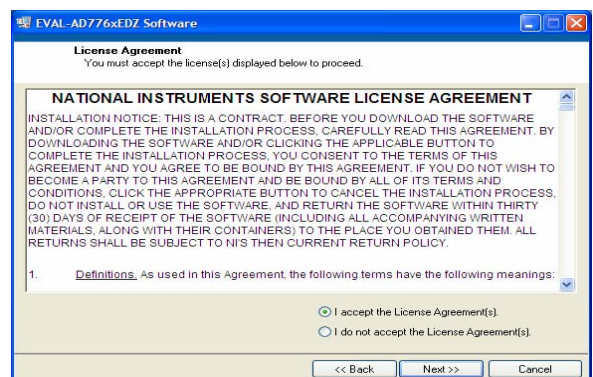 EVAL-AD776xEDZ Software
License Agreement
You must accept the license(s) displayed below to proceed.
NATIONAL INSTRUMENTS SOFTWARE LICENSE AGREEMENT
INSTALLATION NOTICE: THIS IS A CONTRACT. BEFORE YOU DOWNLOAD THE SOFTWARE
AND/OR COMPLETE THE INSTALLATION PROCESS, CAREFULLY READ THIS AGREEMENT. BY
DOWNLOADING THE SOFTWARE AND/OR CLICKING THE APPLICABLE BUTTON TO
COMPLETE THE INSTALLATION PROCESS, YOU CONSENT TO THE TERMS OF THIS
AGREEMENT AND YOU AGREE TO BE BOUND BY THIS AGREEMENT. IF YOU DO NOT WISH TO
BECOME A PARTY TO THIS AGREEMENT AND BE BOUND BY ALL OF ITS TERMS AND
CONDITIONS, CLICK THE APPROPRIATE BUTTON TO CANCEL THE INSTALLATION PROCESS,
DO NOT INSTALL OR USE THE SOFTWARE, AND RETURN THE SOFTWARE WITHIN THIRTY
(30) DAYS OF RECEIPT OF THE SOFTWARE (INCLUDING ALL ACCOMPANYING WRITTEN
MATERIALS, ALONG WITH THEIR CONTAINERS) TO THE PLACE YOU OBTAINED THEM. ALL
RETURNS SHALL BE SUBJECT TO NI'S THEN CURRENT RETURN POLICY.
1. Definitions. As used in this Agreement, the following terms have the following meanings:
I accept the License Agreement(s).
I do not accept the License Agreement(s).
<< Back Next >> Cancel